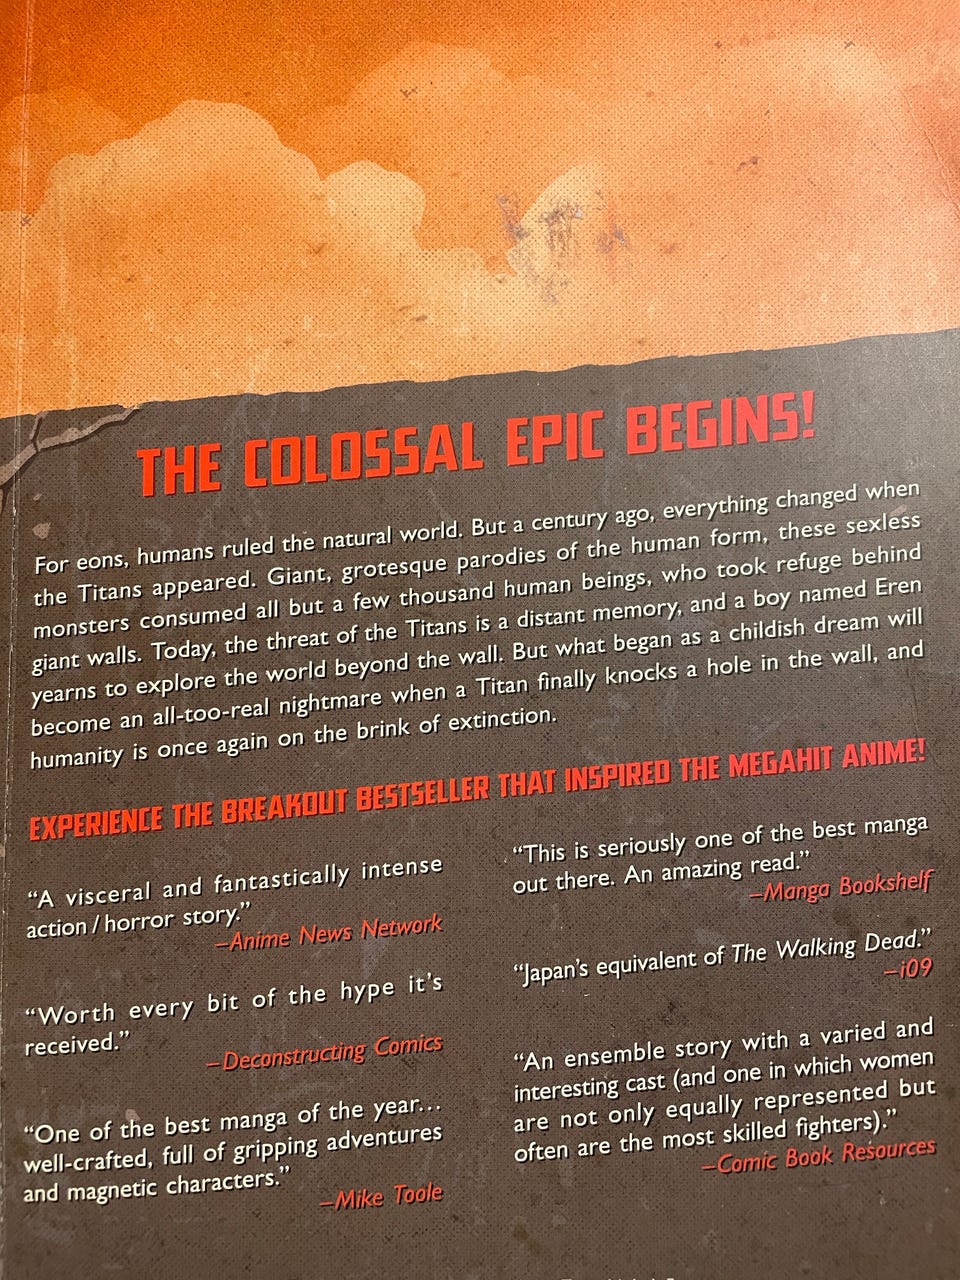 THE COLOSSAL EPIC BEGINS!
For eons, humans ruled the natural world. But a century ago, everything changed when
the Titans appeared. Giant, grotesque parodies of the human form, these sexless
monsters consumed all but a few thousand human beings, who took refuge behind
giant walls. Today, the threat of the Titans is a distant memory, and a boy named Eren
yearns to explore the world beyond the wall. But what began as a childish dream will
become an all-too-real nightmare when a Titan finally knocks a hole in the wall, and
humanity is once again on the brink of extinction.
EXPERIENCE THE BREAKOUT BESTSELLER THAT INSPIRED THE MEGAHIT ANIME!
“A visceral and fantastically intense
action / horror story.”
–Anime News Network
“Worth every bit of the hype it’s
received.”
–Deconstructing Comics
“One of the best manga of the year…
well-crafted, full of gripping adventures
and magnetic characters.”
–Mike Toole
“This is seriously one of the best manga
out there. An amazing read.”
–Manga Bookshelf
“Japan’s equivalent of The Walking Dead.”
–i09
“An ensemble story with a varied and
interesting cast (and one in which women
are not only equally represented but
often are the most skilled fighters).”
–Comic Book Resources